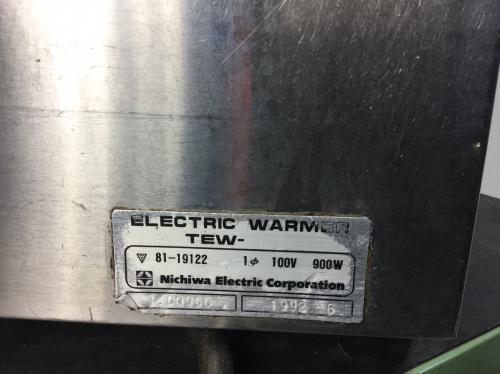 ELECTRIC WARMER
TEW-
81-19122 1φ 100V 900W
Nichiwa Electric Corporation
1992 6